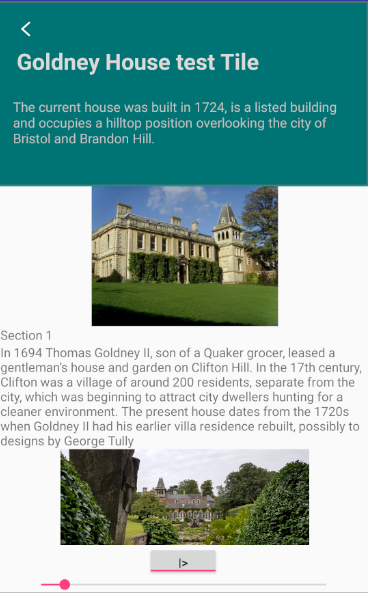 Goldney House test Tile
The current house was built in 1724, is a listed building
and occupies a hilltop position overlooking the city of
Bristol and Brandon Hill.
Section 1
In 1694 Thomas Goldney II, son of a Quaker grocer, leased a
gentleman's house and garden on Clifton Hill. In the 17th century,
Clifton was a village of around 200 residents, separate from the
city, which was beginning to attract city dwellers hunting for a
cleaner environment. The present house dates from the 1720s
when Goldney II had his earlier villa residence rebuilt, possibly to
designs by George Tully
|>